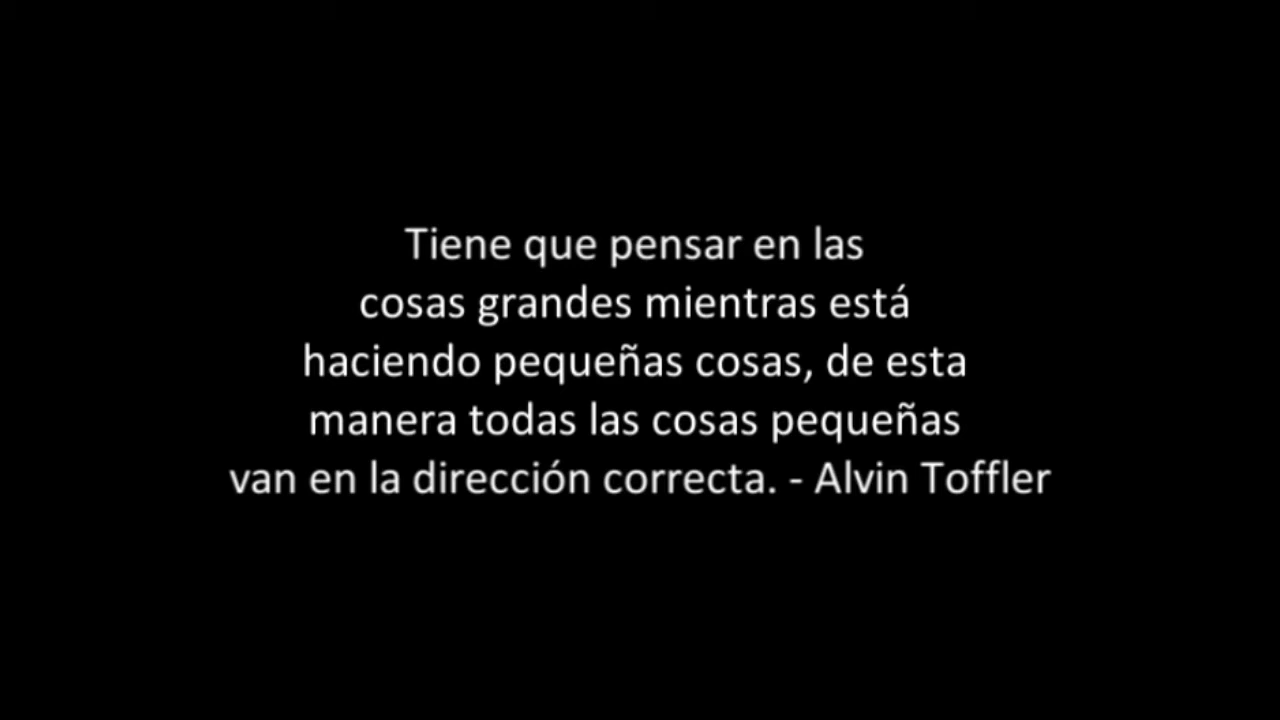 Tiene que pensar en las
cosas grandes mientras está
haciendo pequeñas cosas, de esta
manera todas las cosas pequeñas
van en la dirección correcta. - Alvin Toffler